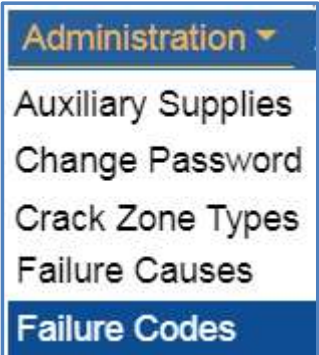 Administration
Auxiliary Supplies
Change Password
Crack Zone Types
Failure Causes
Failure Codes